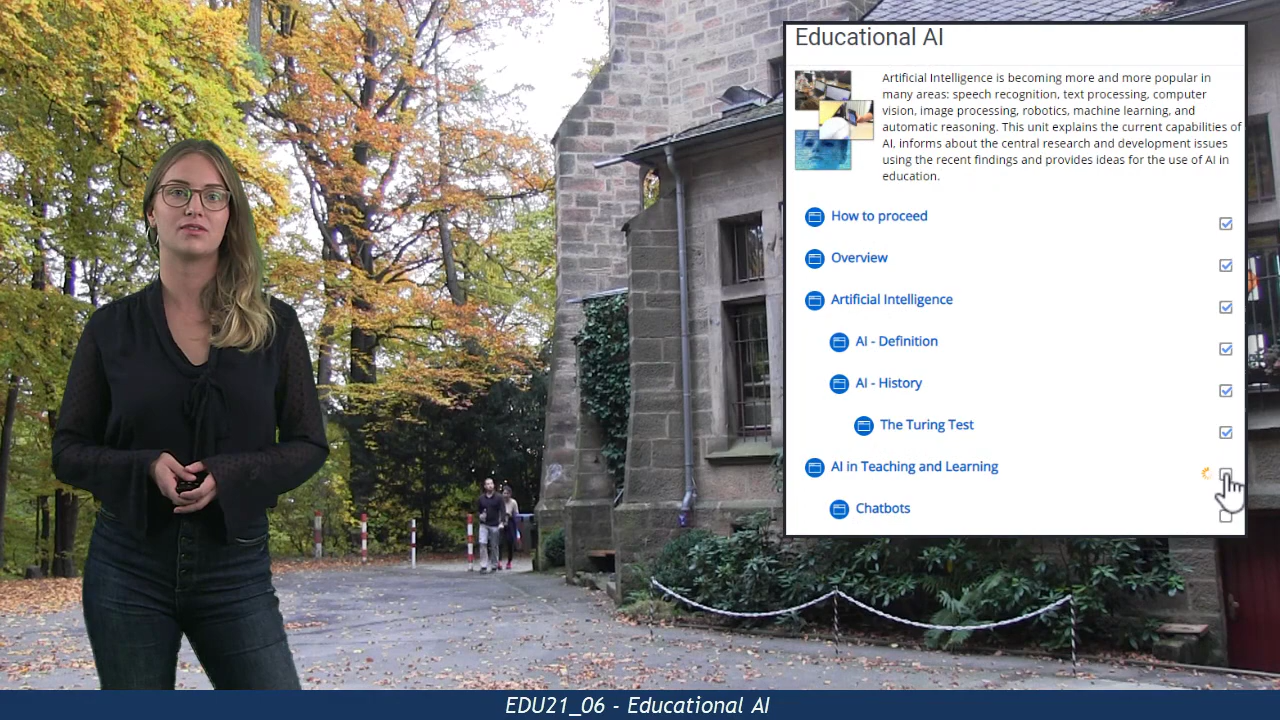 Educational AI
Artificial Intelligence is becoming more and more popular in
many areas: speech recognition, text processing, computer
vision, image processing, robotics, machine learning, and
automatic reasoning. This unit explains the current capabilities of
AI, informs about the central research and development issues
using the recent findings and provides ideas for the use of AI in
education.
How to proceed
Overview
Artificial Intelligence
AI - Definition
AI - History
The Turing Test
AI in Teaching and Learning
Chatbots
EDU21_06 - Educational AI